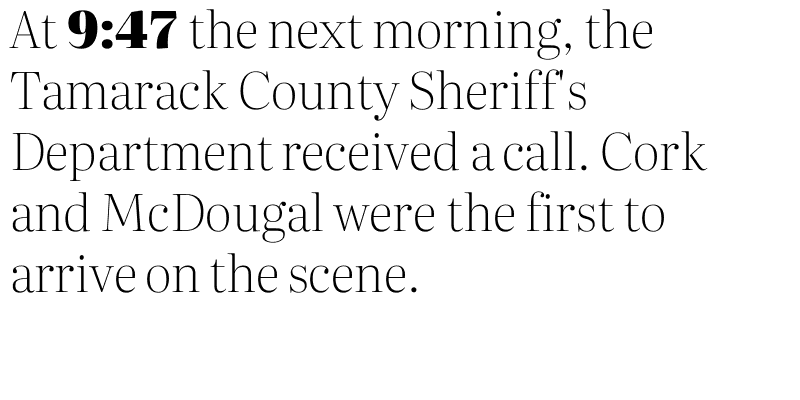 At 9:47 the next morning, the
Tamarack County Sheriff's
Department received a call. Cork
and McDougal were the first to
arrive on the scene.